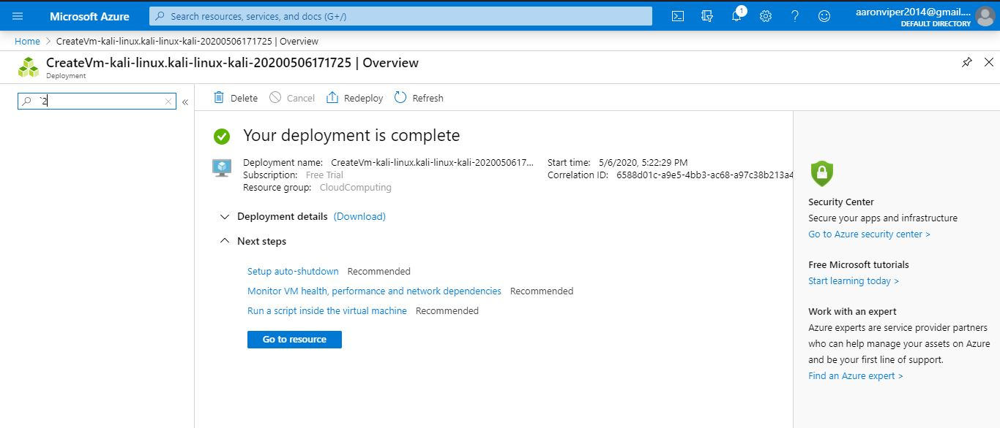 Microsoft Azure
Search resources, services, and docs (G+/)
1
aaronviper2014@gmail....
DEFAULT DIRECTORY
Home > CreateVm-kali-linux.kali-linux-kali-20200506171725 | Overview
CreateVm-kali-linux.kali-linux-kali-20200506171725 | Overview
Deployment
`2
«
Delete Cancel Redeploy Refresh
Your deployment is complete
Deployment name: CreateVm-kali-linux.kali-linux-kali-2020050617...
Subscription: Free Trial
Resource group: CloudComputing
Start time: 5/6/2020, 5:22:29 PM
Correlation ID: 6588d01c-a9e5-4bb3-ac68-a97c38b213a4
Deployment details (Download)
Next steps
Setup auto-shutdown Recommended
Monitor VM health, performance and network dependencies Recommended
Run a script inside the virtual machine Recommended
Go to resource
Security Center
Secure your apps and infrastructure
Go to Azure security center >
Free Microsoft tutorials
Start learning today >
Work with an expert
Azure experts are service provider partners
who can help manage your assets on Azure
and be your first line of support.
Find an Azure expert >